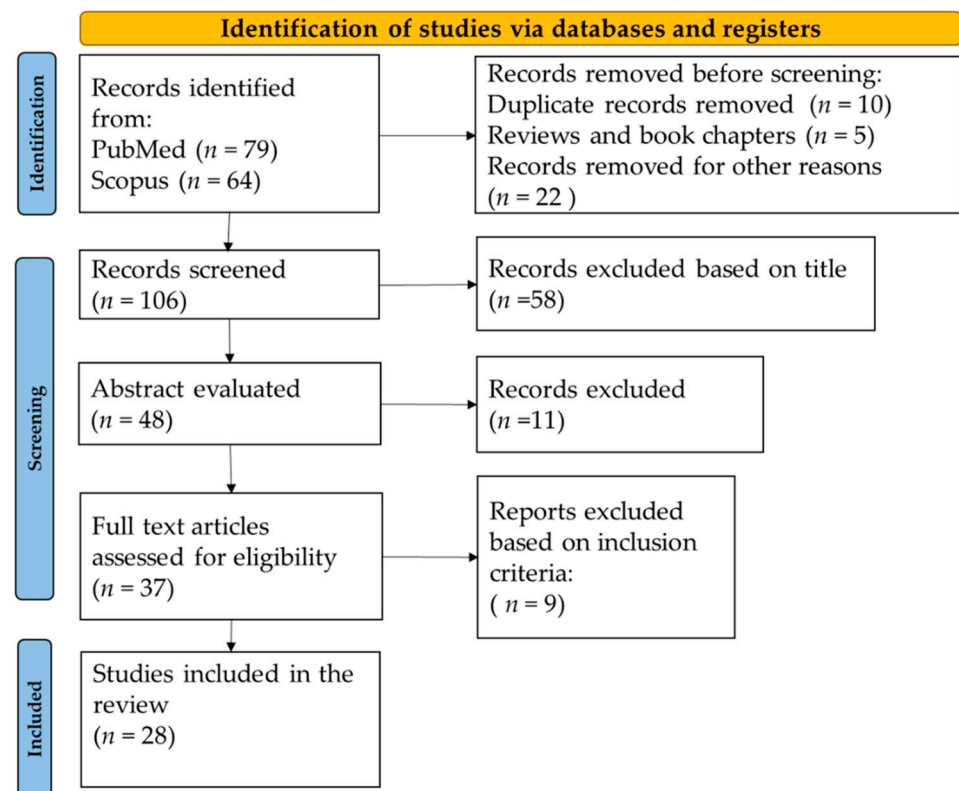 Identification of studies via databases and registers
Identification
Records identified
from:
PubMed (n = 79)
Scopus (n = 64)
Records removed before screening:
Duplicate records removed (n = 10)
Reviews and book chapters (n = 5)
Records removed for other reasons
(n = 22 )
Screening
Records screened
(n = 106)
Records excluded based on title
(n =58)
Abstract evaluated
(n = 48)
Records excluded
(n =11)
Full text articles
assessed for eligibility
(n = 37)
Reports excluded
based on inclusion
criteria:
( n = 9)
Included
Studies included in the
review
(n = 28)